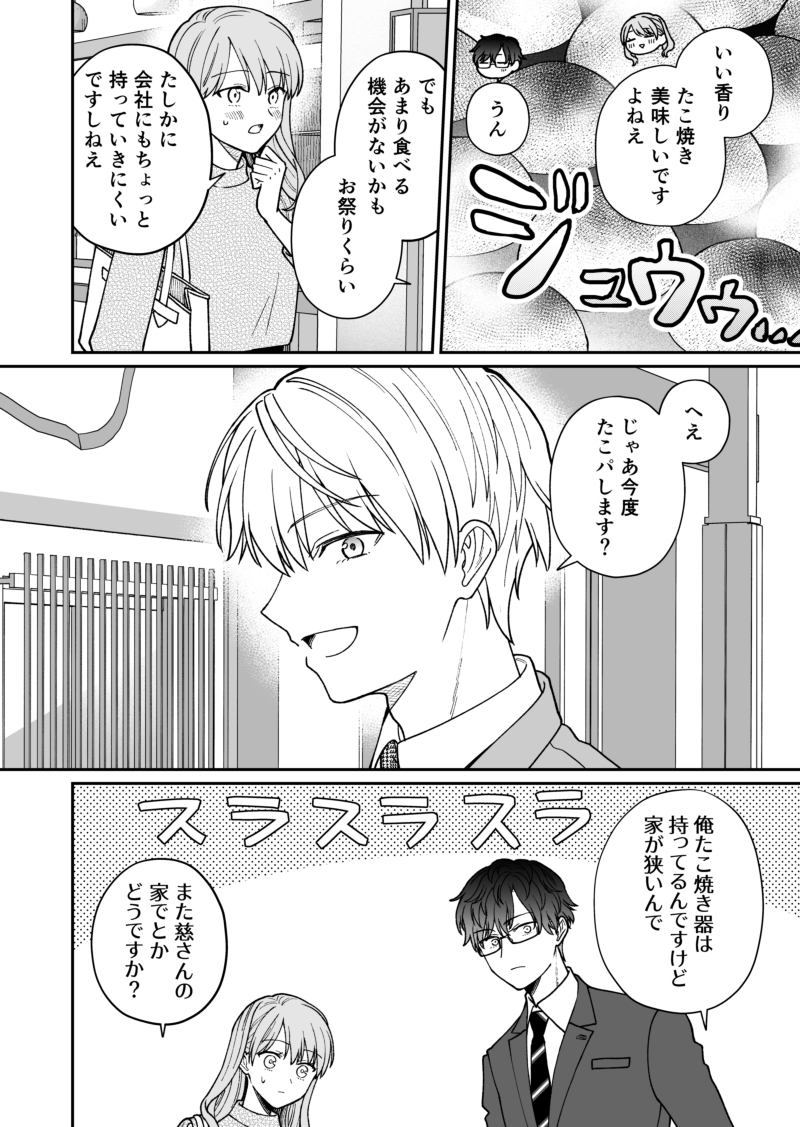 いい香り
たこ焼き
美味しいです
よねえ
うん
ジュウゥ…
でも
あまり食べる
機会がないかも
お祭りくらい
たしかに
会社にもちょっと
持っていきにくい
ですしねえ
へえ
じゃあ今度
たこパします?
俺たこ焼き器は
持ってるんですけど
家が狭いんで
スラスラスラ
また慈さんの
家でとか
どうですか?